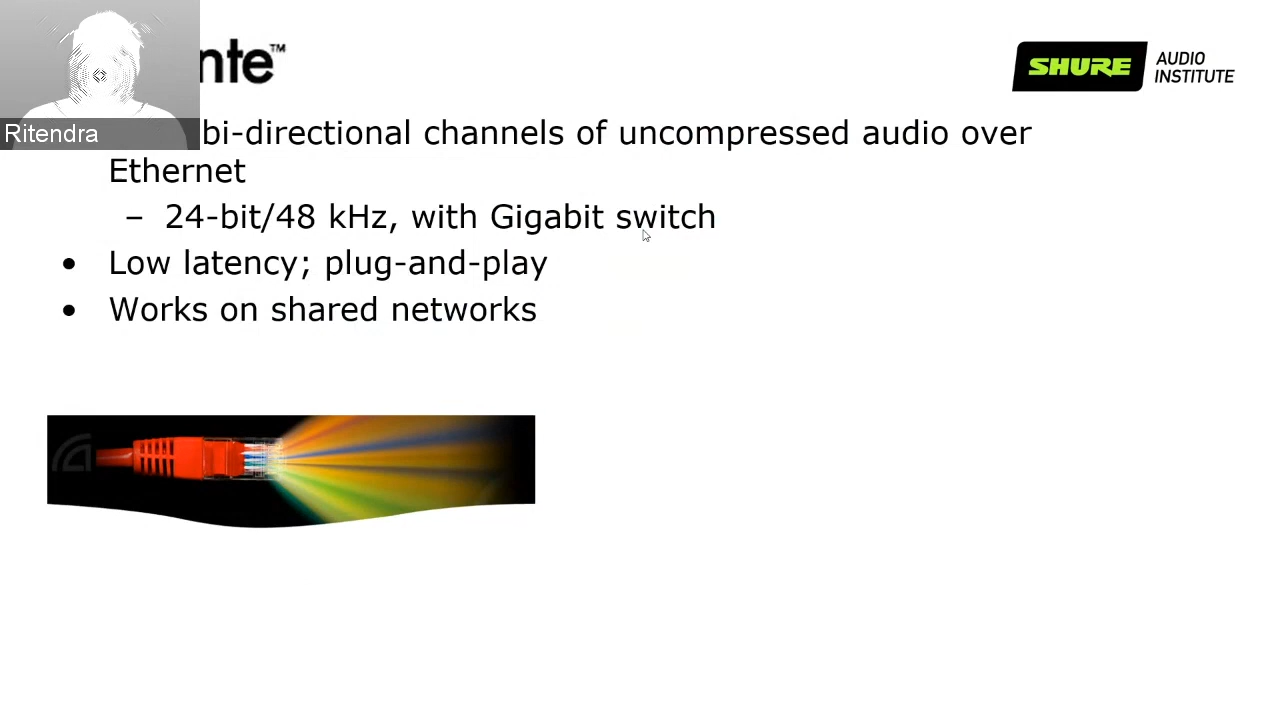 nte™
SHURE AUDIO
INSTITUTE
Ritendra
bi-directional channels of uncompressed audio over
Ethernet
– 24-bit/48 kHz, with Gigabit switch
• Low latency; plug-and-play
• Works on shared networks